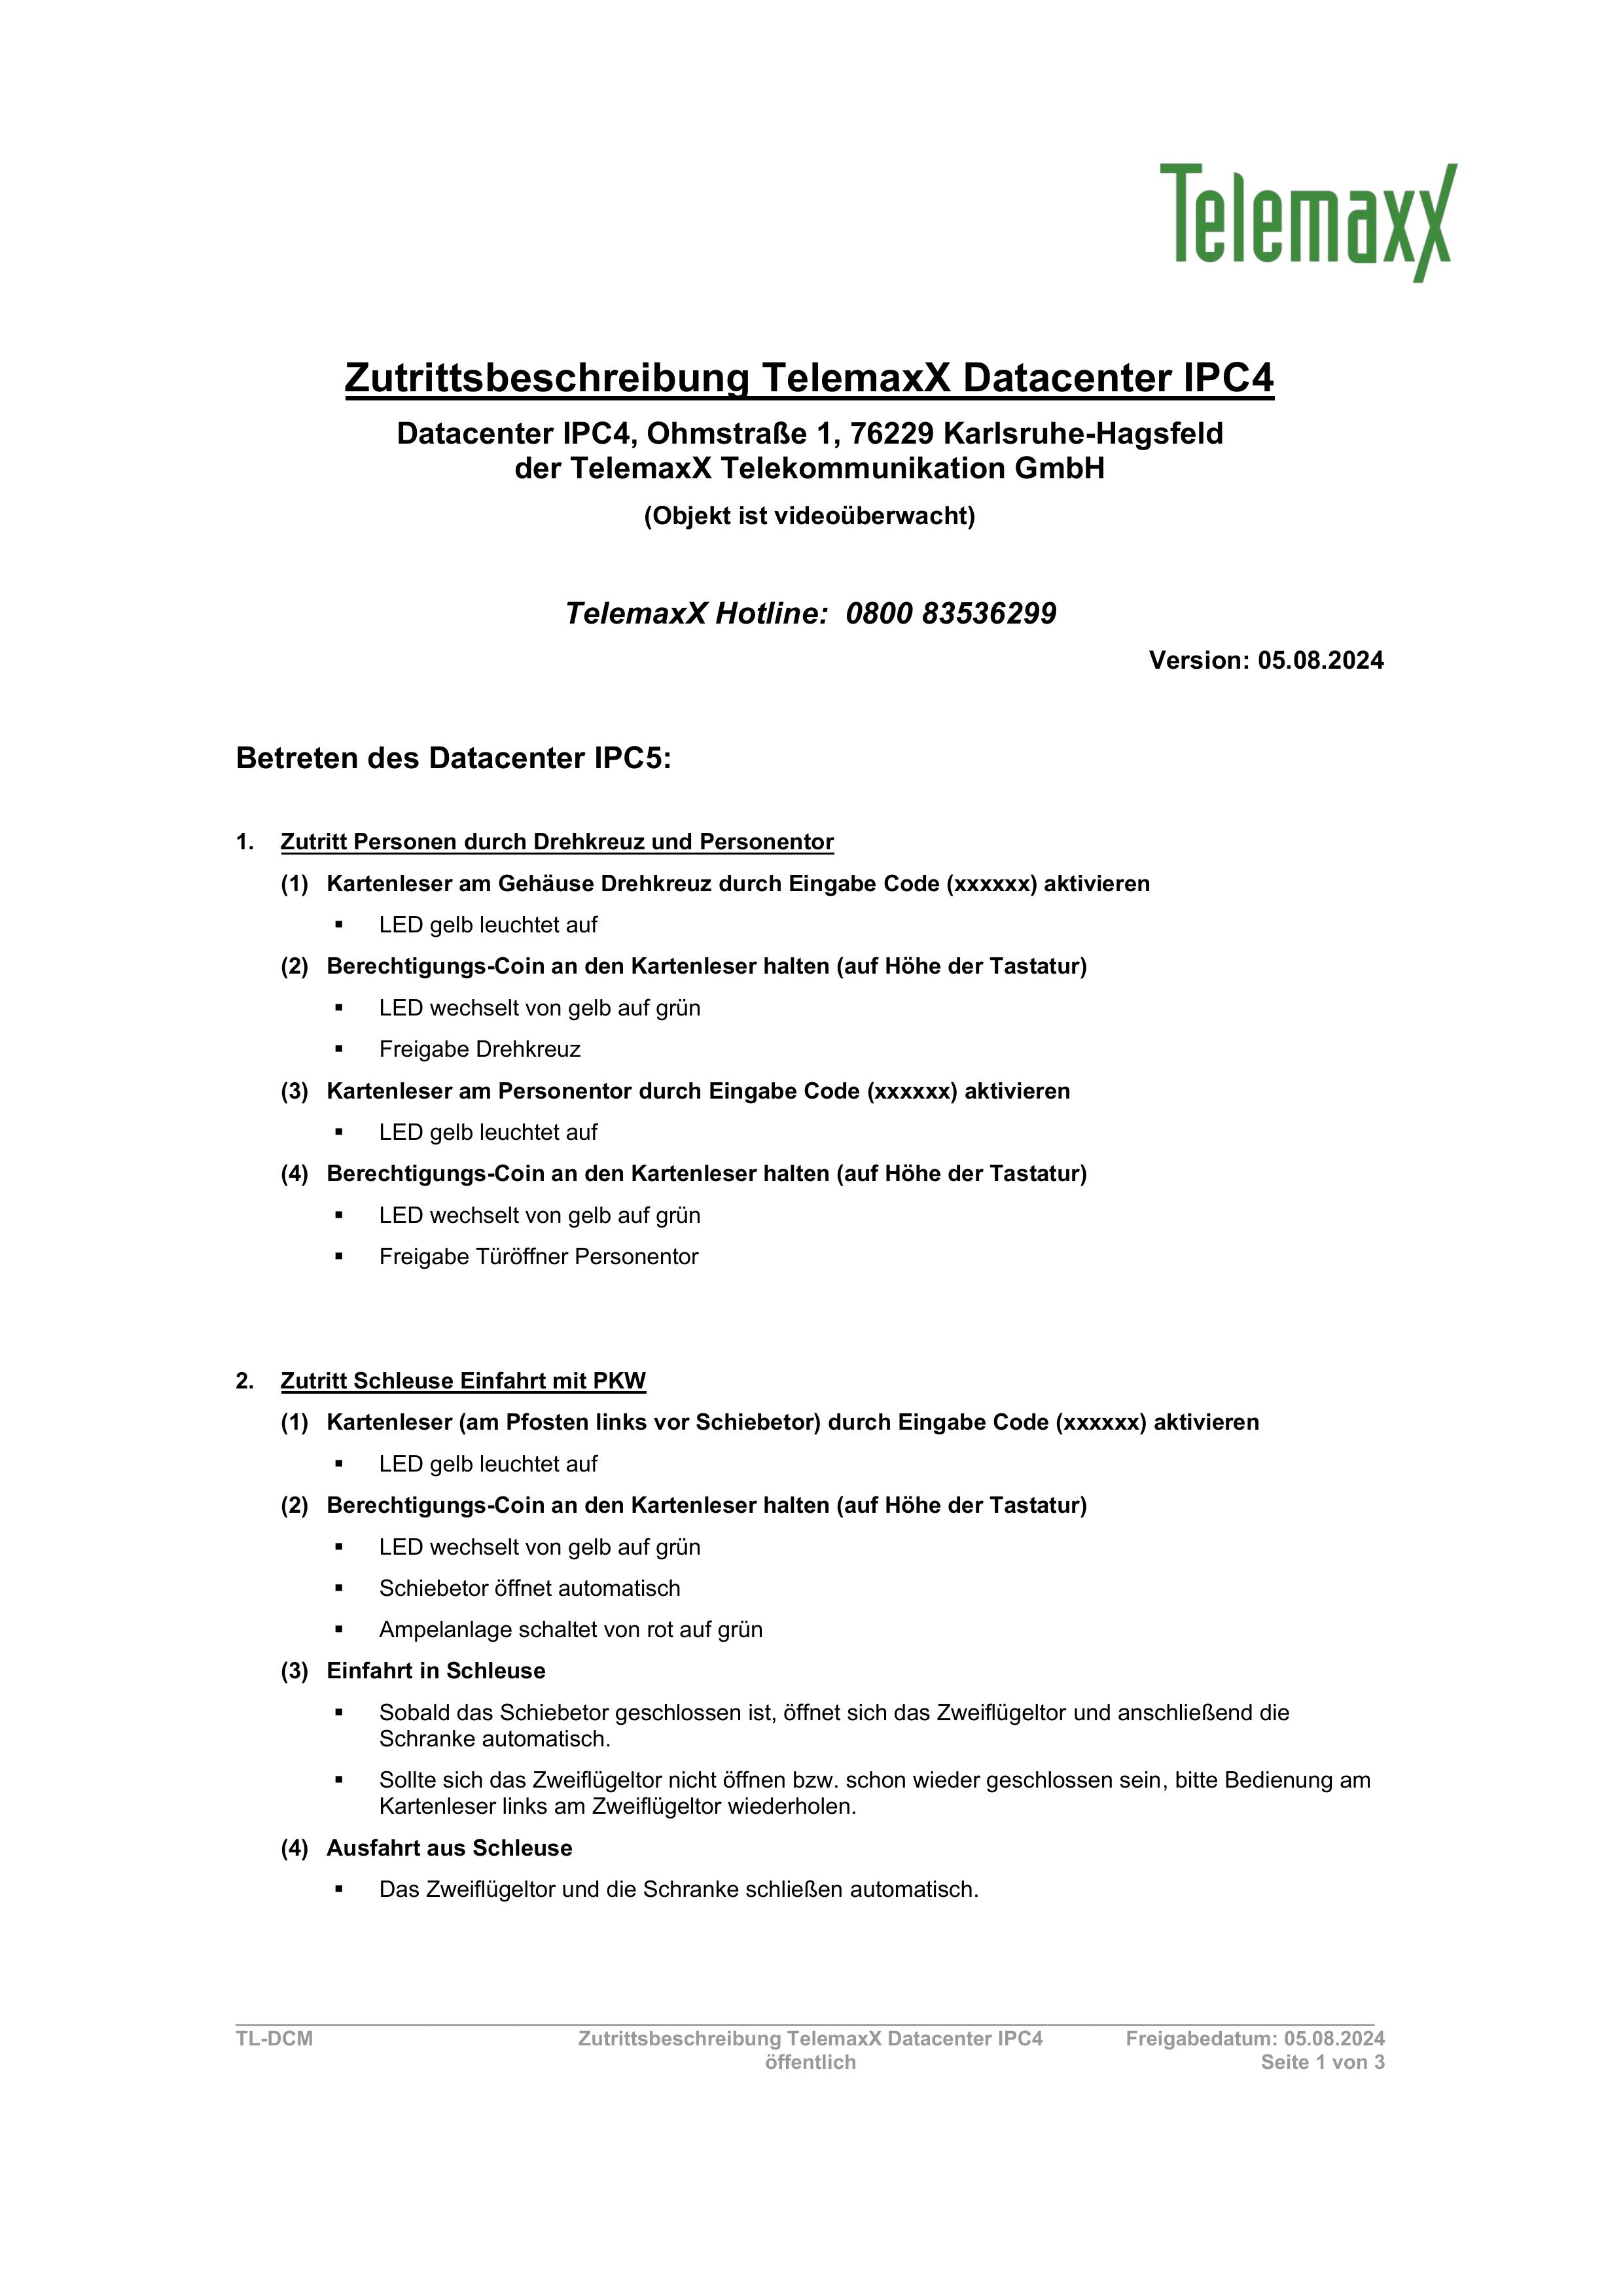 TelemaxX
Zutrittsbeschreibung TelemaxX Datacenter IPC4
Datacenter IPC4, Ohmstraße 1, 76229 Karlsruhe-Hagsfeld
der TelemaxX Telekommunikation GmbH
(Objekt ist videoüberwacht)
TelemaxX Hotline: 0800 83536299
Version: 05.08.2024
Betreten des Datacenter IPC5:
1. Zutritt Personen durch Drehkreuz und Personentor
(1) Kartenleser am Gehäuse Drehkreuz durch Eingabe Code (xxxxxx) aktivieren
▪ LED gelb leuchtet auf
(2) Berechtigungs-Coin an den Kartenleser halten (auf Höhe der Tastatur)
▪ LED wechselt von gelb auf grün
▪ Freigabe Drehkreuz
(3) Kartenleser am Personentor durch Eingabe Code (xxxxxx) aktivieren
▪ LED gelb leuchtet auf
(4) Berechtigungs-Coin an den Kartenleser halten (auf Höhe der Tastatur)
▪ LED wechselt von gelb auf grün
▪ Freigabe Türöffner Personentor
2. Zutritt Schleuse Einfahrt mit PKW
(1) Kartenleser (am Pfosten links vor Schiebetor) durch Eingabe Code (xxxxxx) aktivieren
▪ LED gelb leuchtet auf
(2) Berechtigungs-Coin an den Kartenleser halten (auf Höhe der Tastatur)
▪ LED wechselt von gelb auf grün
▪ Schiebetor öffnet automatisch
▪ Ampelanlage schaltet von rot auf grün
(3) Einfahrt in Schleuse
▪ Sobald das Schiebetor geschlossen ist, öffnet sich das Zweiflügeltor und anschließend die
Schranke automatisch.
▪ Sollte sich das Zweiflügeltor nicht öffnen bzw. schon wieder geschlossen sein, bitte Bedienung am
Kartenleser links am Zweiflügeltor wiederholen.
(4) Ausfahrt aus Schleuse
▪ Das Zweiflügeltor und die Schranke schließen automatisch.
TL-DCM Zutrittsbeschreibung TelemaxX Datacenter IPC4 Freigabedatum: 05.08.2024
öffentlich Seite 1 von 3